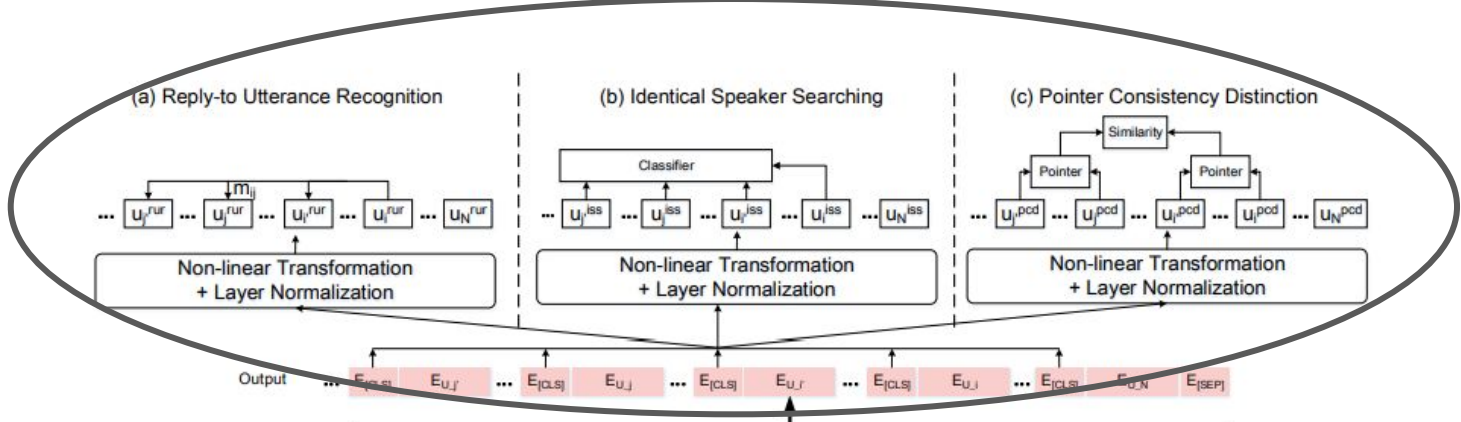 (a) Reply-to Utterance Recognition
(b) Identical Speaker Searching
(c) Pointer Consistency Distinction
Similarity
Classifier
Pointer
Pointer
m_ij
... u_j'^rur ... u_j^rur ... u_i'^rur ... u_i^rur ... u_N^rur
... u_j'^iss ... u_j^iss ... u_i'^iss ... u_i^iss ... u_N^iss
... u_j'^pcd ... u_j^pcd ... u_i'^pcd ... u_i^pcd ... u_N^pcd
Non-linear Transformation
+ Layer Normalization
Non-linear Transformation
+ Layer Normalization
Non-linear Transformation
+ Layer Normalization
Output ... E_[CLS] E_U_j' ... E_[CLS] E_U_j ... E_[CLS] E_U_i' ... E_[CLS] E_U_i ... E_[CLS] E_U_N E_[SEP]